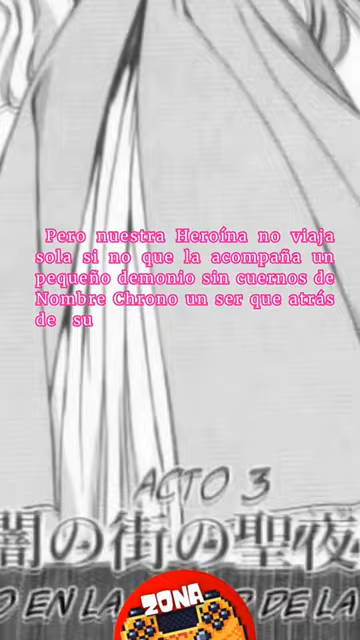 Pero nuestra Heroína no viaja
sola si no que la acompaña un
pequeño demonio sin cuernos de
Nombre Chrono un ser que atrás
de su
ACTO 3
闇の街の聖夜
EN LA DE LA
ZONA